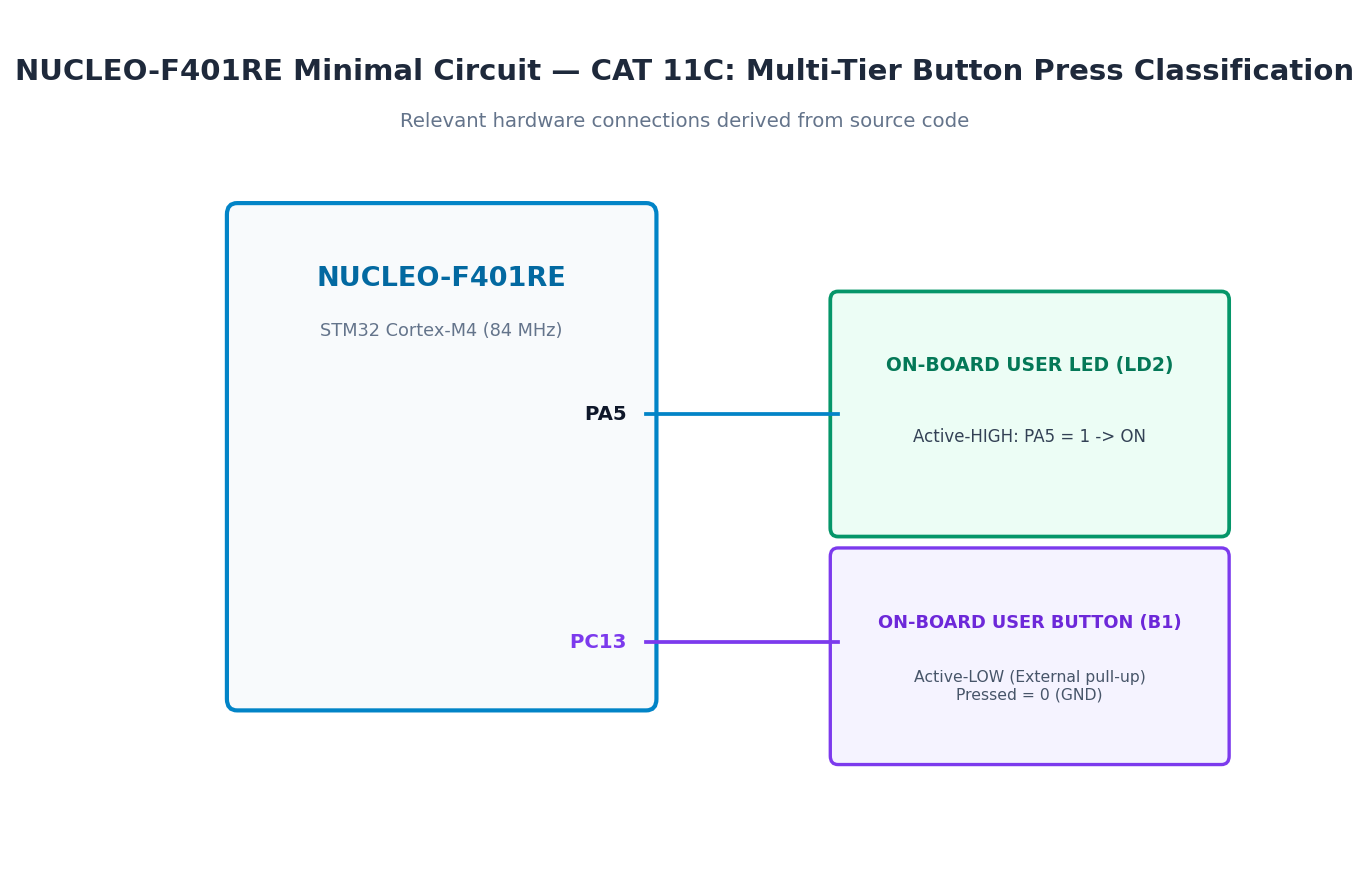 NUCLEO-F401RE Minimal Circuit — CAT 11C: Multi-Tier Button Press Classification
Relevant hardware connections derived from source code
NUCLEO-F401RE
STM32 Cortex-M4 (84 MHz)
PA5
ON-BOARD USER LED (LD2)
Active-HIGH: PA5 = 1 -> ON
PC13
ON-BOARD USER BUTTON (B1)
Active-LOW (External pull-up)
Pressed = 0 (GND)